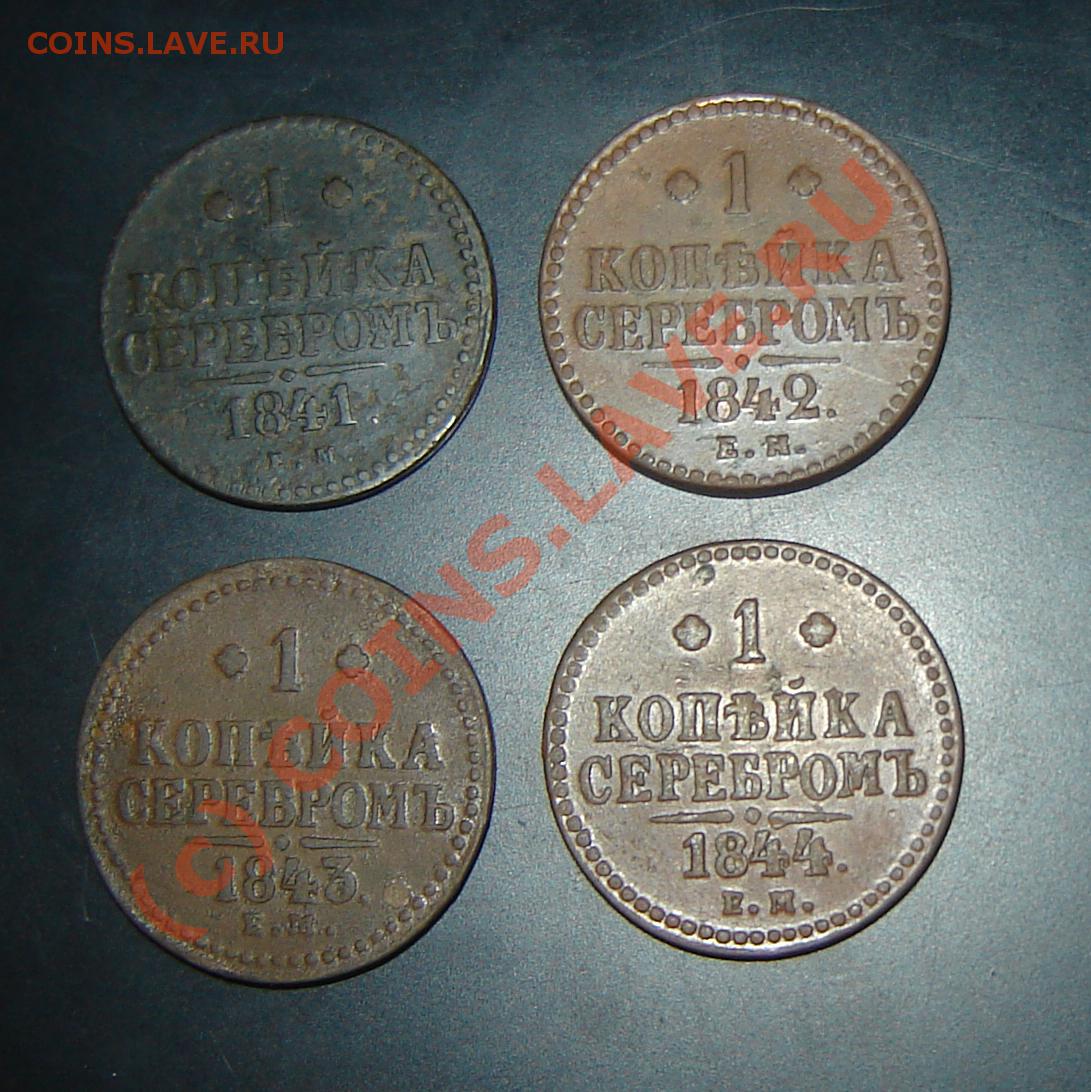 COINS.LAVE.RU
1
КОПѢЙКА
СЕРЕБРОМЪ
1841.
Е.М.
1
КОПѢЙКА
СЕРЕБРОМЪ
1842.
Е.М.
1
КОПѢЙКА
СЕРЕБРОМЪ
1843.
Е.М.
1
КОПѢЙКА
СЕРЕБРОМЪ
1844.
Е.М.
(c) COINS.LAVE.RU